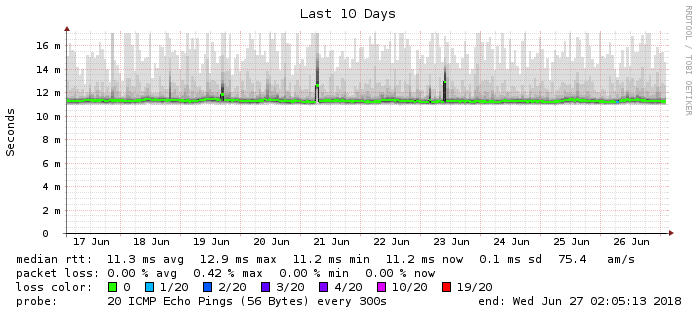 Last 10 Days
RRDTOOL / TOBI OETIKER
Seconds
16 m
14 m
12 m
10 m
8 m
6 m
4 m
2 m
0
17 Jun 18 Jun 19 Jun 20 Jun 21 Jun 22 Jun 23 Jun 24 Jun 25 Jun 26 Jun
median rtt: 11.3 ms avg 12.9 ms max 11.2 ms min 11.2 ms now 0.1 ms sd 75.4 am/s
packet loss: 0.00 % avg 0.42 % max 0.00 % min 0.00 % now
loss color: 0 1/20 2/20 3/20 4/20 10/20 19/20
probe: 20 ICMP Echo Pings (56 Bytes) every 300s end: Wed Jun 27 02:05:13 2018